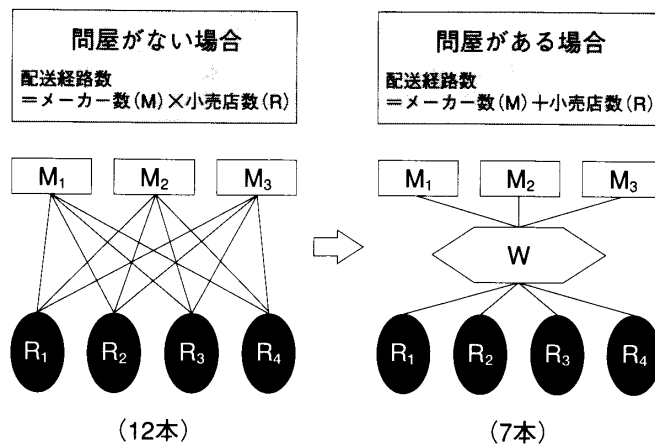 問屋がない場合
配送経路数
＝メーカー数(M)×小売店数(R)
M₁ M₂ M₃
R₁ R₂ R₃ R₄
(12本)
問屋がある場合
配送経路数
＝メーカー数(M)＋小売店数(R)
M₁ M₂ M₃
W
R₁ R₂ R₃ R₄
(7本)